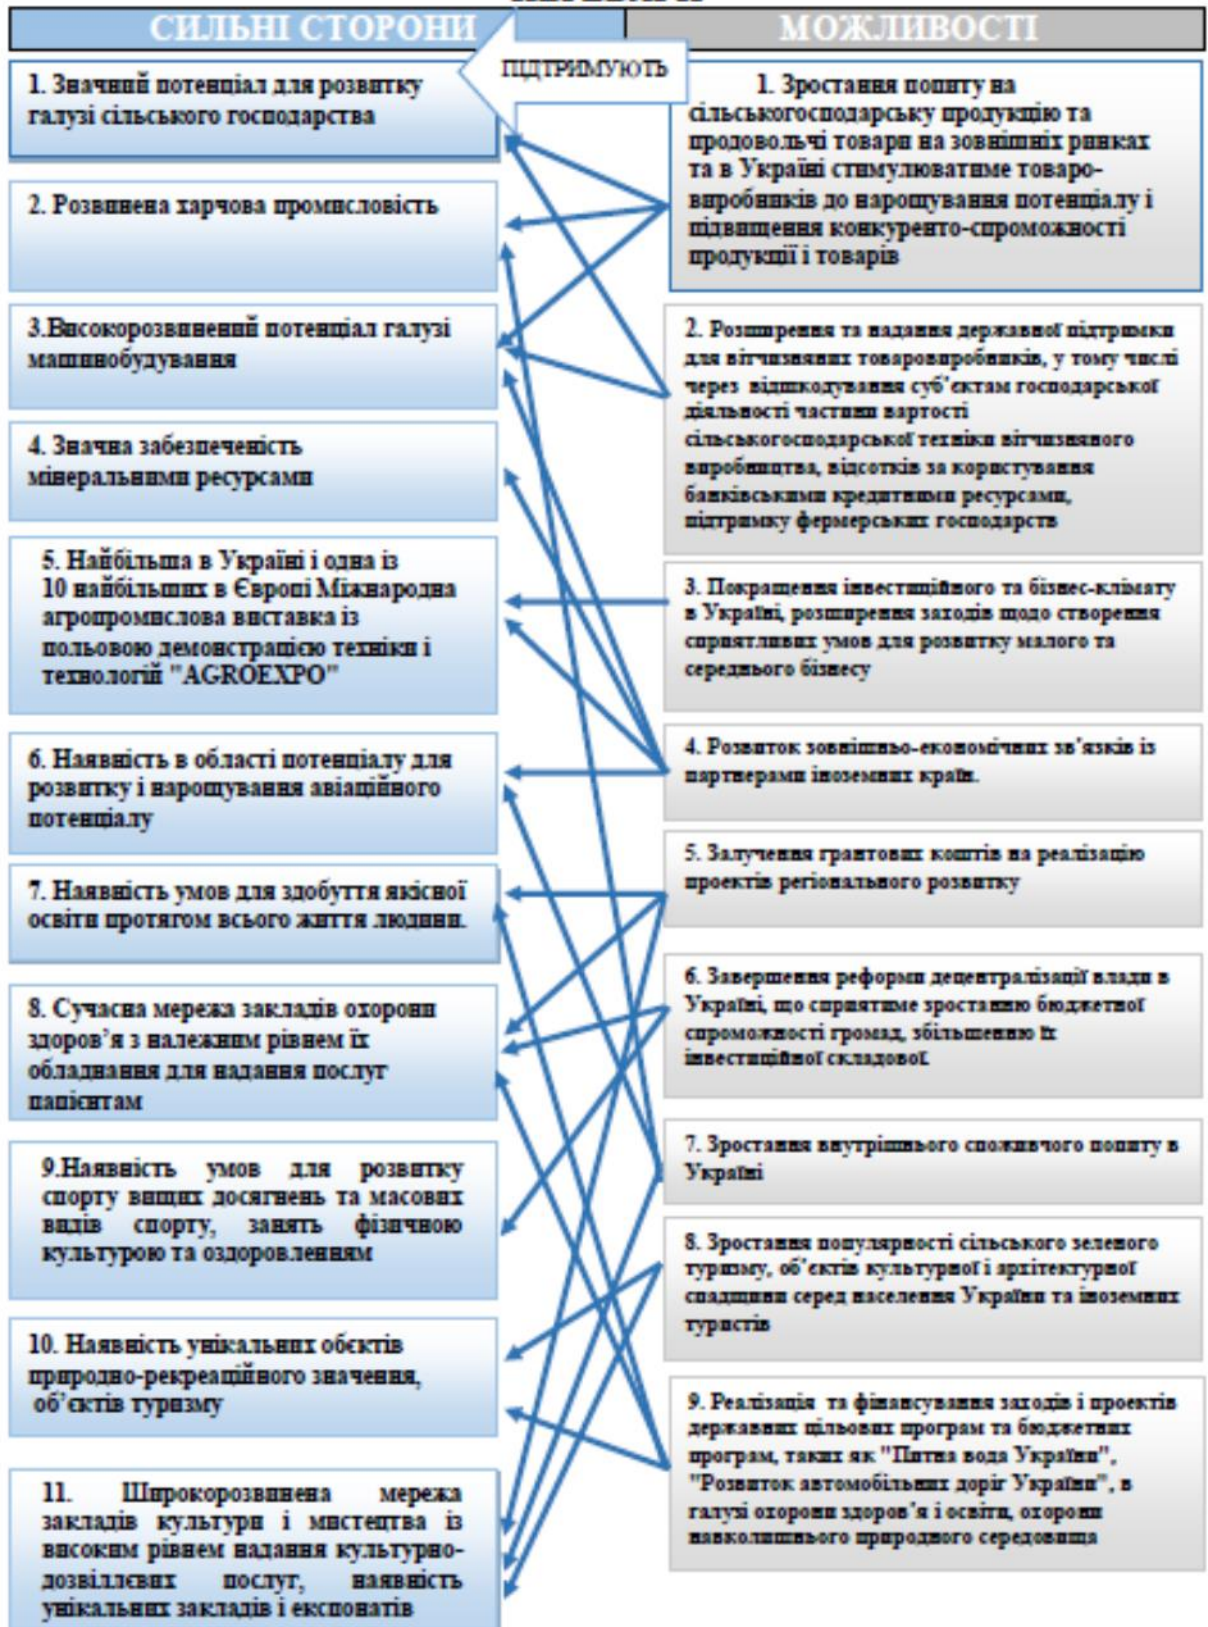 СИЛЬНІ СТОРОНИ
МОЖЛИВОСТІ
ПІДТРИМУЮТЬ
1. Значний потенціал для розвитку
галузі сільського господарства
2. Розвинена харчова промисловість
3.Високорозвинений потенціал галузі
машинобудування
4. Значна забезпеченість
мінеральними ресурсами
5. Найбільша в Україні і одна із
10 найбільших в Європі Міжнародна
агропромислова виставка із
польовою демонстрацією техніки і
технологій "AGROEXPO"
6. Наявність в області потенціалу для
розвитку і нарощування авіаційного
потенціалу
7. Наявність умов для здобуття якісної
освіти протягом всього життя людини.
8. Сучасна мережа закладів охорони
здоров’я з належним рівнем їх
обладнання для надання послуг
пацієнтам
9.Наявність умов для розвитку
спорту вищих досягнень та масових
видів спорту, занять фізичною
культурою та оздоровленням
10. Наявність унікальних обєктів
природно-рекреаційного значення,
об’єктів туризму
11. Широкорозвинена мережа
закладів культури і мистецтва із
високим рівнем надання культурно-
дозвіллєвих послуг, наявність
унікальних закладів і експонатів
1. Зростання попиту на
сільськогосподарську продукцію та
продовольчі товари на зовнішніх ринках
та в Україні стимулюватиме товаро-
виробників до нарощування потенціалу і
підвищення конкуренто-спроможності
продукції і товарів
2. Розширення та надання державної підтримки
для вітчизняних товаровиробників, у тому числі
через відшкодування суб’єктам господарської
діяльності частини вартості
сільськогосподарської техніки вітчизняного
виробництва, відсотків за користування
банківськими кредитними ресурсами,
підтримку фермерських господарств
3. Покращення інвестиційного та бізнес-клімату
в Україні, розширення заходів щодо створення
сприятливих умов для розвитку малого та
середнього бізнесу
4. Розвиток зовнішньо-економічних зв’язків із
партнерами іноземних країн.
5. Залучення грантових коштів на реалізацію
проектів регіонального розвитку
6. Завершення реформи децентралізації влади в
Україні, що сприятиме зростанню бюджетної
спроможності громад, збільшенню їх
інвестиційної складової.
7. Зростання внутрішнього споживчого попиту в
Україні
8. Зростання популярності сільського зеленого
туризму, об’єктів культурної і архітектурної
спадщини серед населення України та іноземних
туристів
9. Реалізація та фінансування заходів і проектів
державних цільових програм та бюджетних
програм, таких як "Питна вода України",
"Розвиток автомобільних доріг України", в
галузі охорони здоров’я і освіти, охорони
навколишнього природного середовища